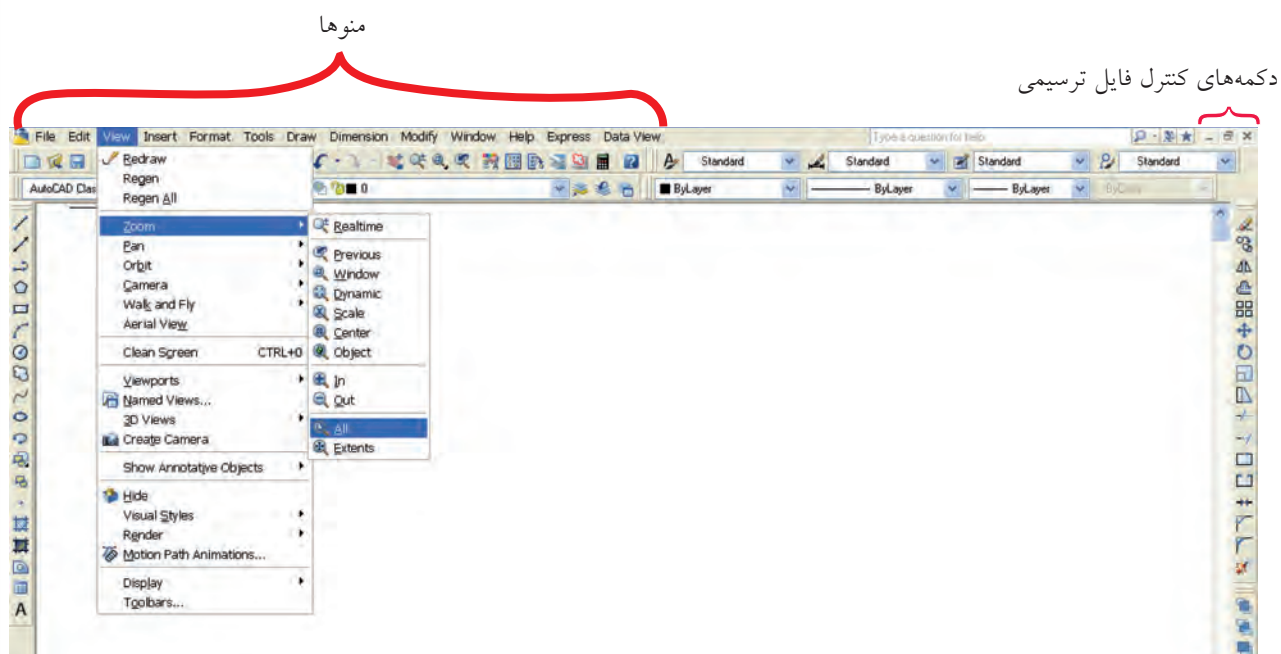 منوها
دکمه‌های کنترل فایل ترسیمی
File Edit View Insert Format Tools Draw Dimension Modify Window Help Express Data View
Type a question for help
Standard Standard Standard Standard
AutoCAD Clas 0 ByLayer ByLayer ByLayer
Redraw
Regen
Regen All
Zoom
Pan
Orbit
Camera
Walk and Fly
Aerial View
Clean Screen CTRL+0
Viewports
Named Views...
3D Views
Create Camera
Show Annotative Objects
Hide
Visual Styles
Render
Motion Path Animations...
Display
Toolbars...
Realtime
Previous
Window
Dynamic
Scale
Center
Object
In
Out
All
Extents
A